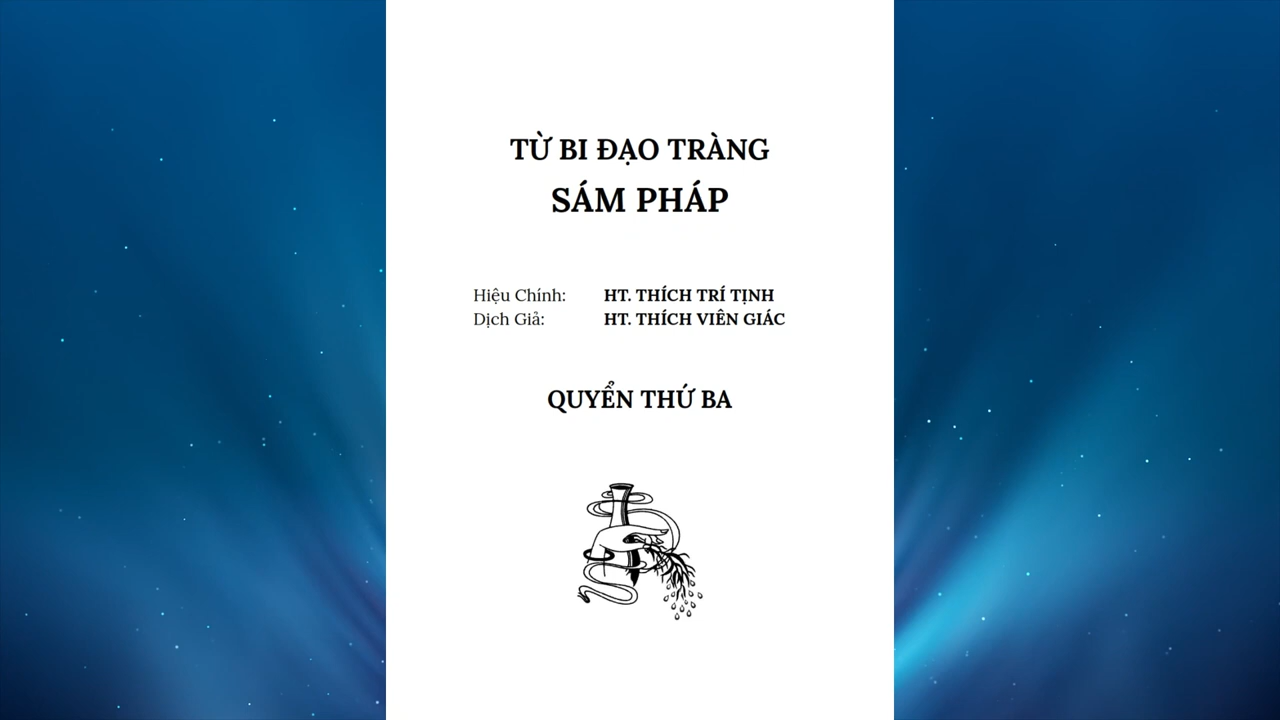 TỪ BI ĐẠO TRÀNG
SÁM PHÁP
Hiệu Chính: HT. THÍCH TRÍ TỊNH
Dịch Giả: HT. THÍCH VIÊN GIÁC
QUYỂN THỨ BA